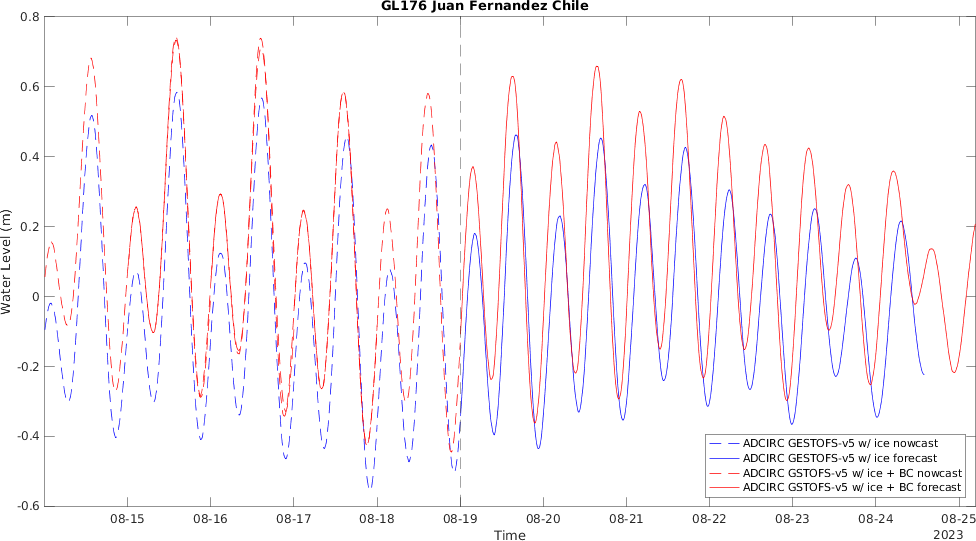 GL176 Juan Fernandez Chile
0.8
0.6
0.4
0.2
0
-0.2
-0.4
-0.6
Water Level (m)
08-15 08-16 08-17 08-18 08-19 08-20 08-21 08-22 08-23 08-24 08-25
Time
2023
ADCIRC GESTOFS-v5 w/ ice nowcast
ADCIRC GESTOFS-v5 w/ ice forecast
ADCIRC GSTOFS-v5 w/ ice + BC nowcast
ADCIRC GSTOFS-v5 w/ ice + BC forecast